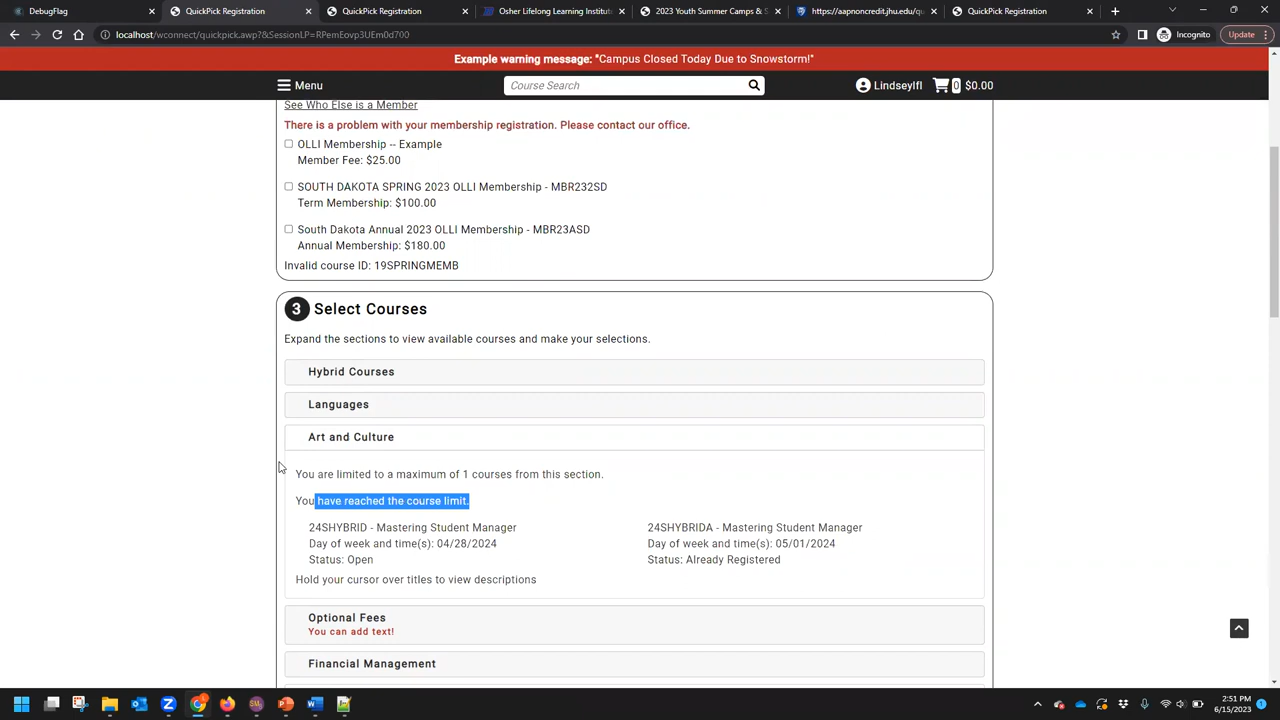 DebugFlag
QuickPick Registration
QuickPick Registration
Osher Lifelong Learning Institut
2023 Youth Summer Camps & S
https://aapnoncredit.jhu.edu/qu
QuickPick Registration
localhost/wconnect/quickpick.awp?&SessionLP=RPemEovp3UEm0d700
Incognito
Update
Example warning message: "Campus Closed Today Due to Snowstorm!"
Menu
Course Search
Lindseylfl
0
$0.00
See Who Else is a Member
There is a problem with your membership registration. Please contact our office.
OLLI Membership -- Example
Member Fee: $25.00
SOUTH DAKOTA SPRING 2023 OLLI Membership - MBR232SD
Term Membership: $100.00
South Dakota Annual 2023 OLLI Membership - MBR23ASD
Annual Membership: $180.00
Invalid course ID: 19SPRINGMEMB
3 Select Courses
Expand the sections to view available courses and make your selections.
Hybrid Courses
Languages
Art and Culture
You are limited to a maximum of 1 courses from this section.
You have reached the course limit.
24SHYBRID - Mastering Student Manager
Day of week and time(s): 04/28/2024
Status: Open
24SHYBRIDA - Mastering Student Manager
Day of week and time(s): 05/01/2024
Status: Already Registered
Hold your cursor over titles to view descriptions
Optional Fees
You can add text!
Financial Management
2:51 PM
6/15/2023